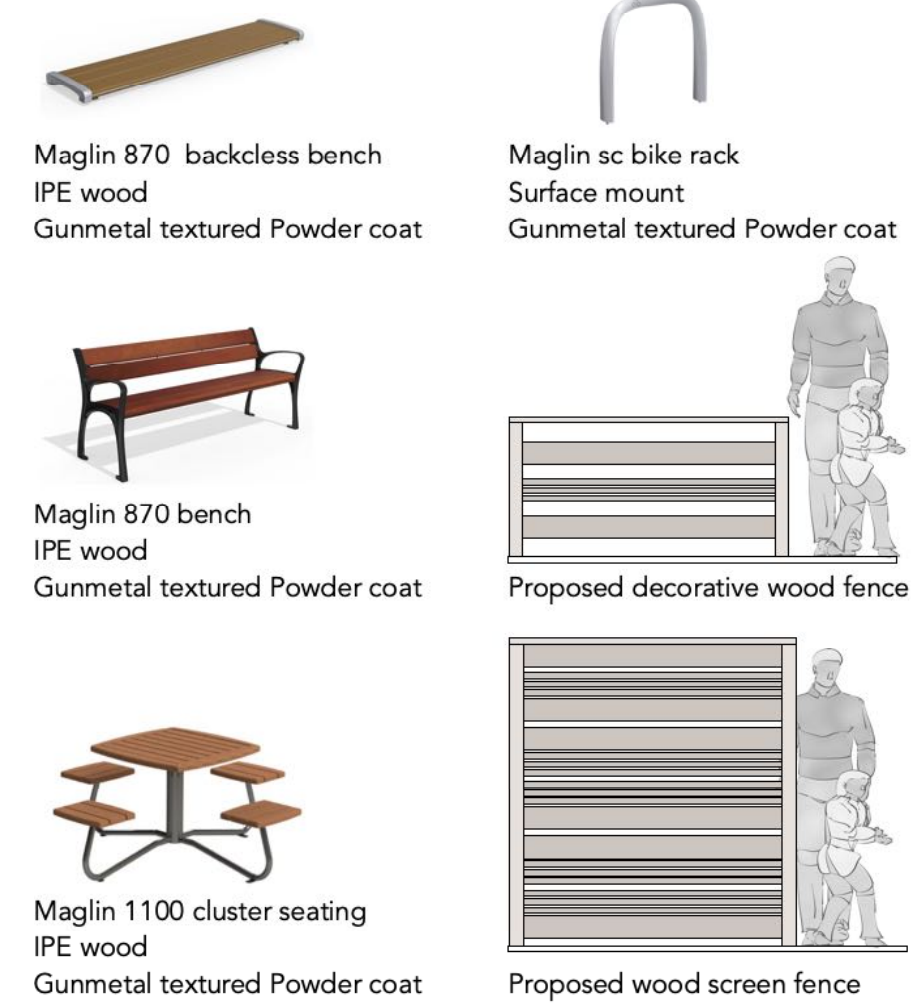 Maglin 870 backcless bench
IPE wood
Gunmetal textured Powder coat
Maglin sc bike rack
Surface mount
Gunmetal textured Powder coat
Maglin 870 bench
IPE wood
Gunmetal textured Powder coat
Proposed decorative wood fence
Maglin 1100 cluster seating
IPE wood
Gunmetal textured Powder coat
Proposed wood screen fence